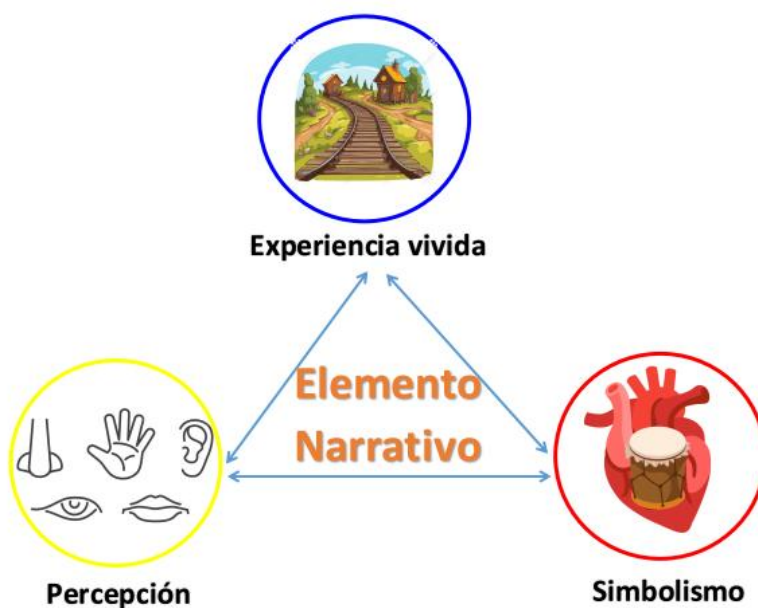 Experiencia vivida
Elemento
Narrativo
Percepción
Simbolismo